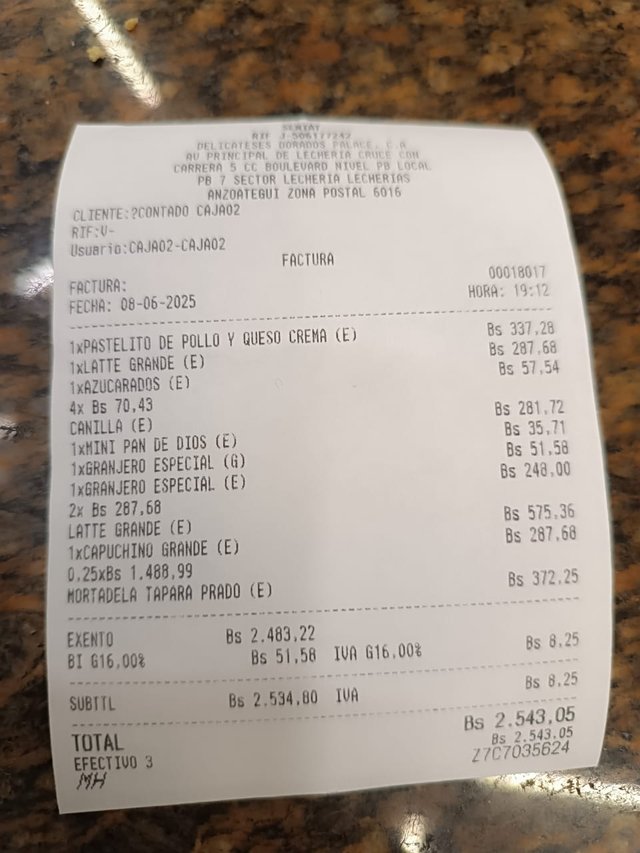 SENIAT
RIF J-506177242
DELICATESES DORADOS PALACE, C.A
AV PRINCIPAL DE LECHERIA CRUCE CON
CARRERA 5 CC BOULEVARD NIVEL PB LOCAL
PB 7 SECTOR LECHERIA LECHERIAS
ANZOATEGUI ZONA POSTAL 6016
CLIENTE:?CONTADO CAJA02
RIF:V-
Usuario:CAJA02-CAJA02
FACTURA
FACTURA: 00018017
FECHA: 08-06-2025 HORA: 19:12
1xPASTELITO DE POLLO Y QUESO CREMA (E) Bs 337,28
1xLATTE GRANDE (E) Bs 287,68
1xAZUCARADOS (E) Bs 57,54
4x Bs 70,43
CANILLA (E) Bs 281,72
1xMINI PAN DE DIOS (E) Bs 35,71
1xGRANJERO ESPECIAL (G) Bs 51,58
1xGRANJERO ESPECIAL (E) Bs 248,00
2x Bs 287,68
LATTE GRANDE (E) Bs 575,36
1xCAPUCHINO GRANDE (E) Bs 287,68
0,25xBs 1.488,99
MORTADELA TAPARA PRADO (E) Bs 372,25
EXENTO Bs 2.483,22
BI G16,00% Bs 51,58 IVA G16,00% Bs 8,25
SUBTTL Bs 2.534,80 IVA Bs 8,25
TOTAL Bs 2.543,05
EFECTIVO 3 Bs 2.543,05
MH Z7C7035624